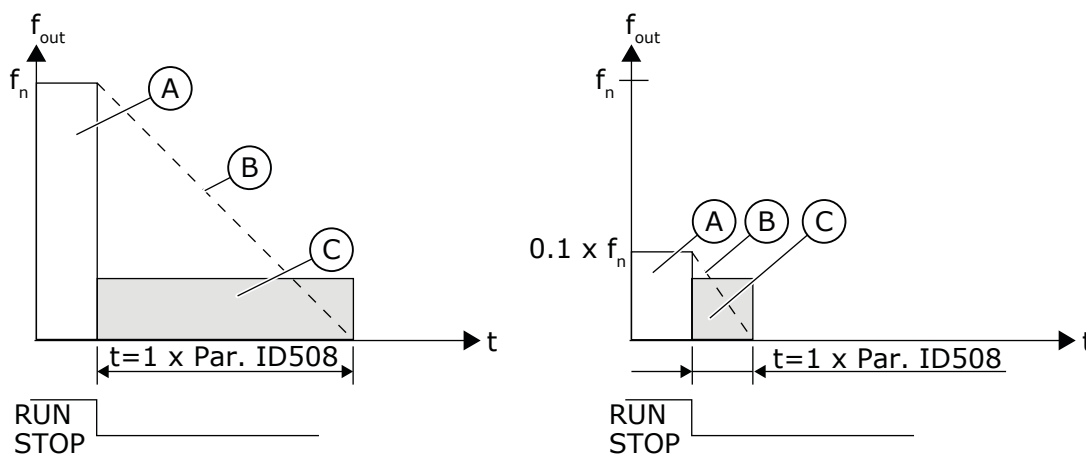 f_out
f_n
A
B
C
t
t=1 x Par. ID508
RUN
STOP
f_out
f_n
A
B
C
0.1 x f_n
t
t=1 x Par. ID508
RUN
STOP